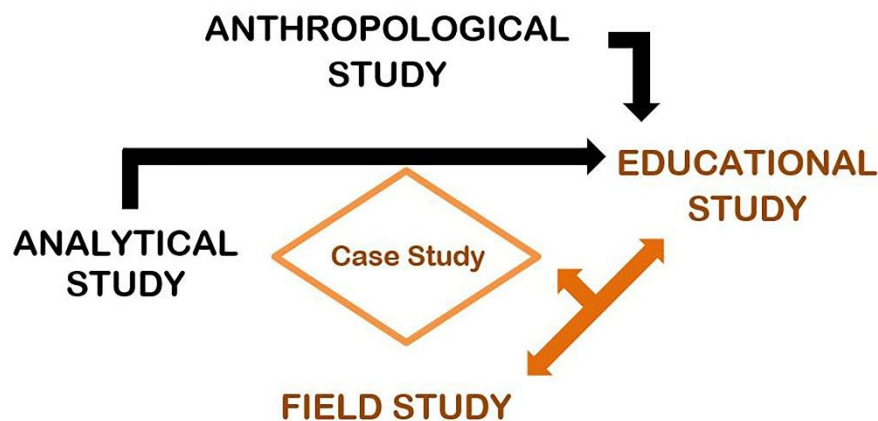 ANTHROPOLOGICAL
STUDY
EDUCATIONAL
STUDY
ANALYTICAL
STUDY
Case Study
FIELD STUDY